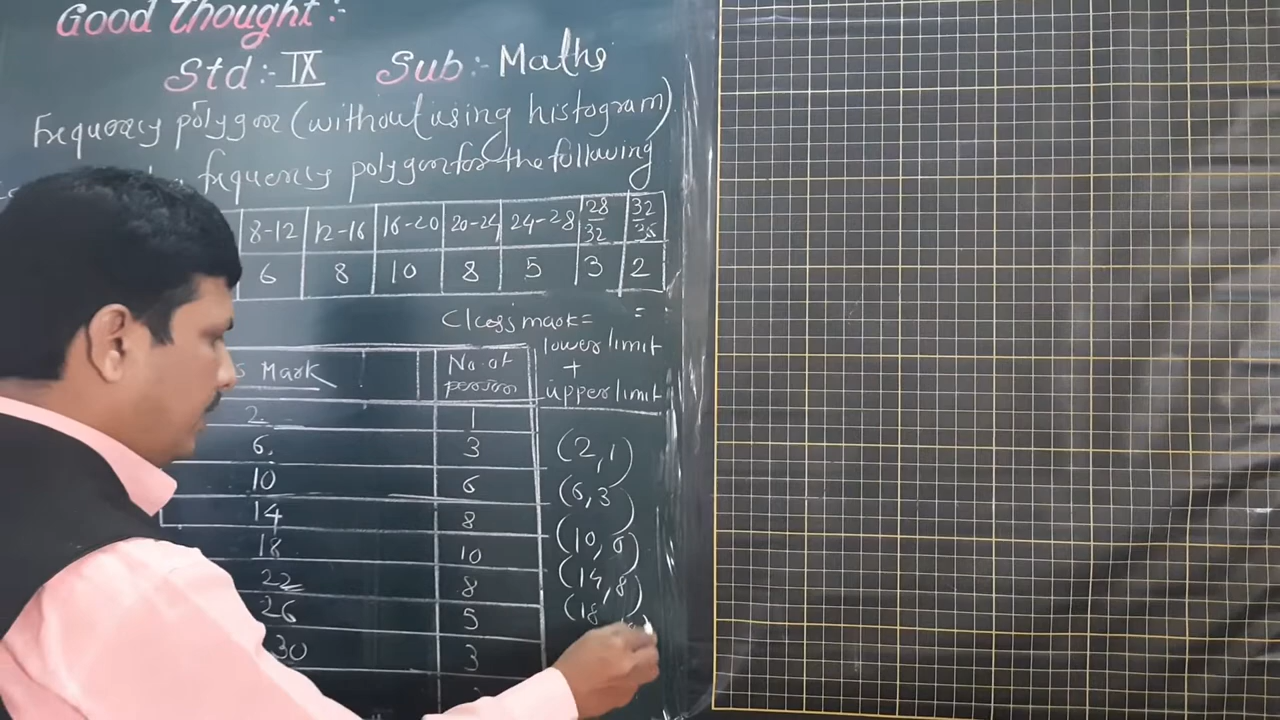 Good Thought:-
Std:- IX Sub:- Maths
Frequency polygon (without using histogram)
frequency polygon for the following
8-12 12-16 16-20 20-24 24-28 28-32 32-36
6 8 10 8 5 3 2
Class mark = =
lower limit
+
upper limit
s Mark No. of person
2 1 (2,1)
6 3 (6,3)
10 6 (10,6)
14 8 (14,8)
18 10 (18
22 8
26 5
30 3